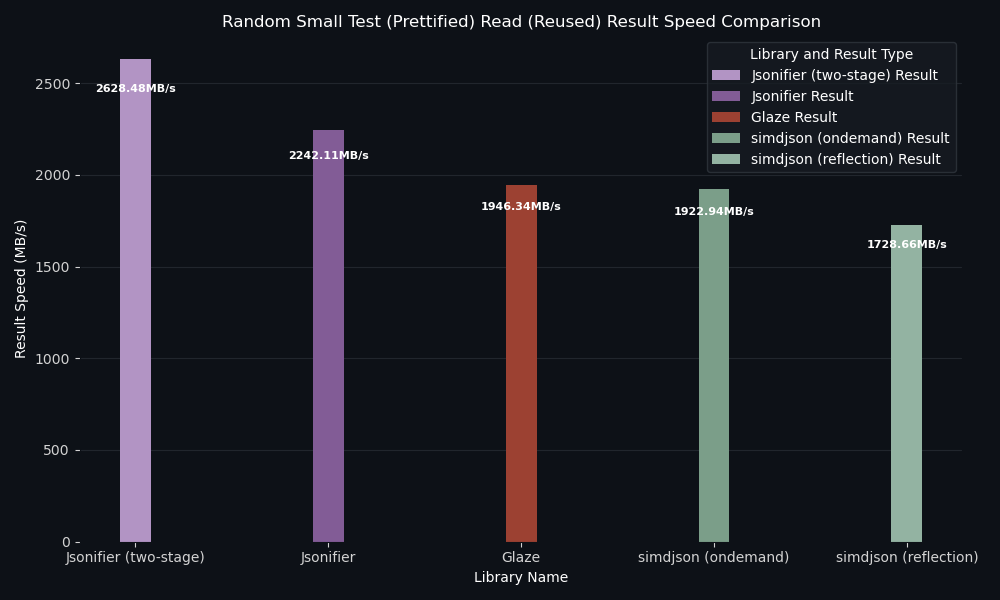 Random Small Test (Prettified) Read (Reused) Result Speed Comparison
Library and Result Type
Jsonifier (two-stage) Result
Jsonifier Result
Glaze Result
simdjson (ondemand) Result
simdjson (reflection) Result
2628.48MB/s
2242.11MB/s
1946.34MB/s
1922.94MB/s
1728.66MB/s
Result Speed (MB/s)
2500
2000
1500
1000
500
0
Jsonifier (two-stage)
Jsonifier
Glaze
simdjson (ondemand)
simdjson (reflection)
Library Name